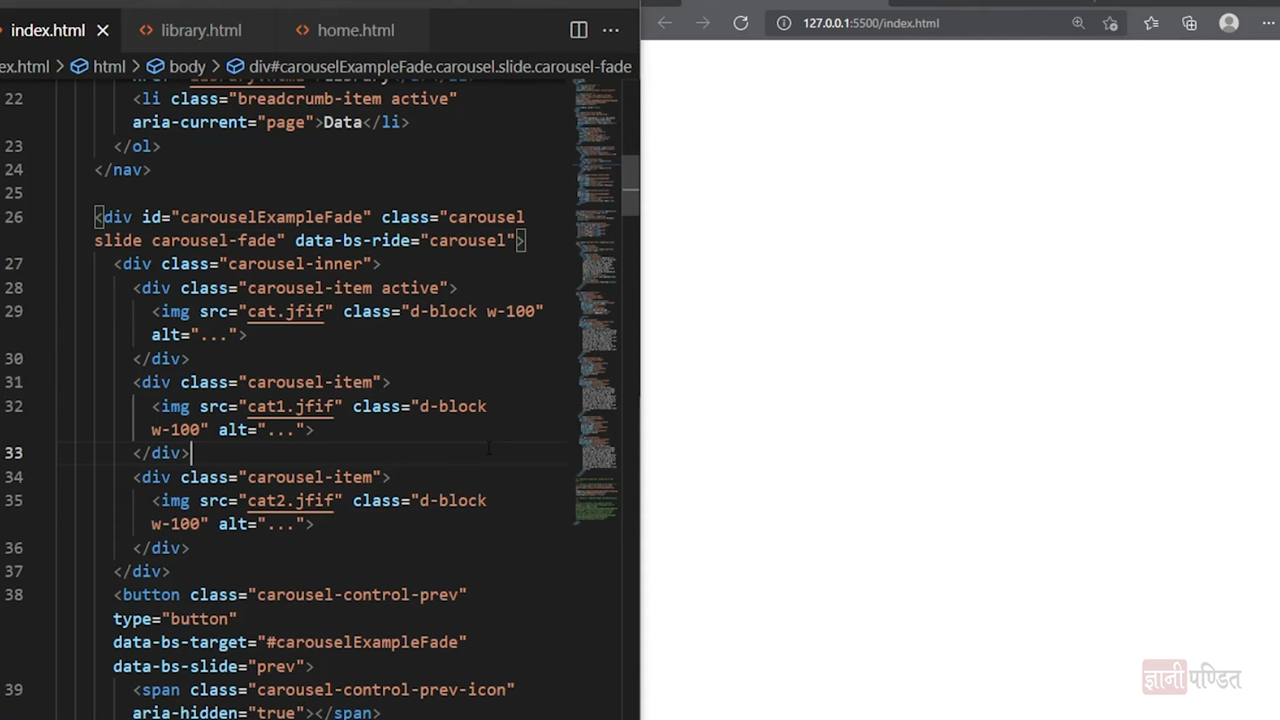 index.html
library.html
home.html
127.0.0.1:5500/index.html
ex.html > html > body > div#carouselExampleFade.carousel.slide.carousel-fade
22 <li class="breadcrumb-item active"
aria-current="page">Data</li>
23 </ol>
24 </nav>
25
26 <div id="carouselExampleFade" class="carousel
slide carousel-fade" data-bs-ride="carousel">
27 <div class="carousel-inner">
28 <div class="carousel-item active">
29 <img src="cat.jfif" class="d-block w-100"
alt="...">
30 </div>
31 <div class="carousel-item">
32 <img src="cat1.jfif" class="d-block
w-100" alt="...">
33 </div>
34 <div class="carousel-item">
35 <img src="cat2.jfif" class="d-block
w-100" alt="...">
36 </div>
37 </div>
38 <button class="carousel-control-prev"
type="button"
data-bs-target="#carouselExampleFade"
data-bs-slide="prev">
39 <span class="carousel-control-prev-icon"
aria-hidden="true"></span>
ज्ञानीपण्डित